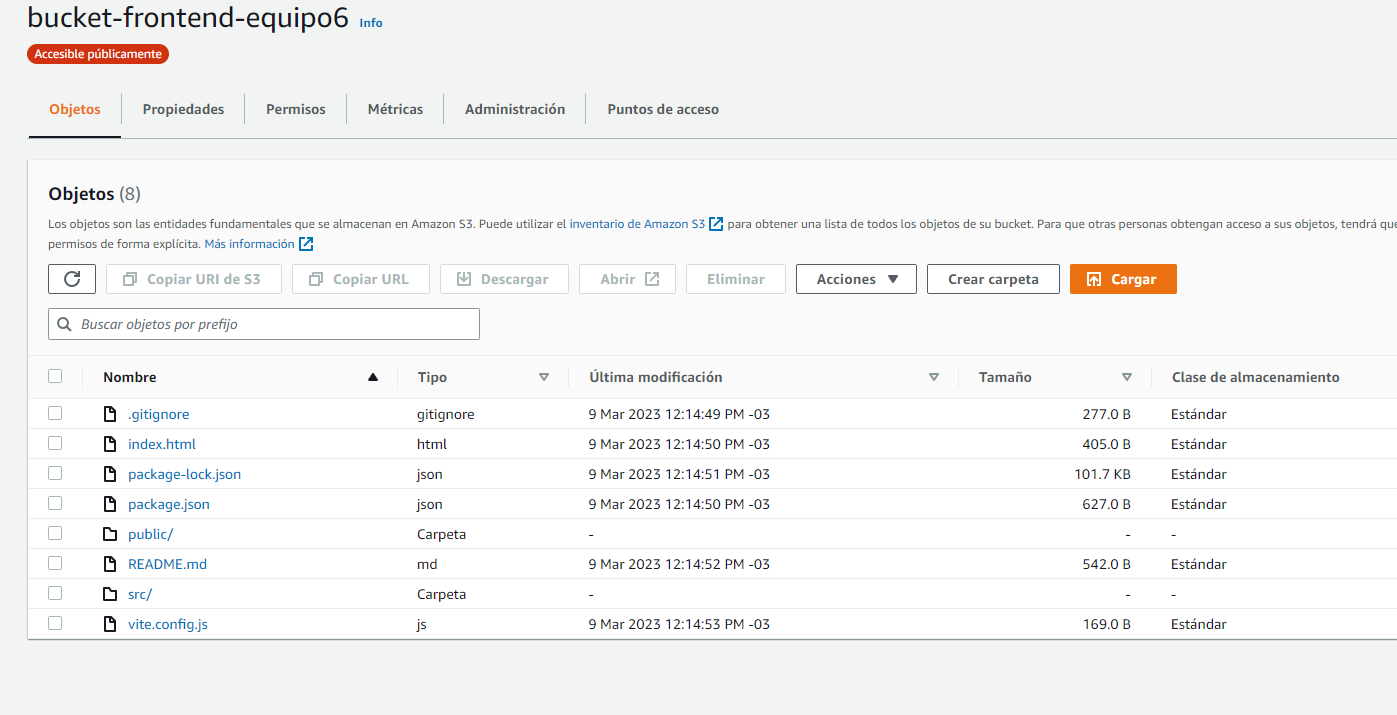 bucket-frontend-equipo6 Info
Accesible públicamente
Objetos Propiedades Permisos Métricas Administración Puntos de acceso
Objetos (8)
Los objetos son las entidades fundamentales que se almacenan en Amazon S3. Puede utilizar el inventario de Amazon S3 para obtener una lista de todos los objetos de su bucket. Para que otras personas obtengan acceso a sus objetos, tendrá que
permisos de forma explícita. Más información
Copiar URI de S3 Copiar URL Descargar Abrir Eliminar Acciones Crear carpeta Cargar
Buscar objetos por prefijo
Nombre Tipo Última modificación Tamaño Clase de almacenamiento
.gitignore gitignore 9 Mar 2023 12:14:49 PM -03 277.0 B Estándar
index.html html 9 Mar 2023 12:14:50 PM -03 405.0 B Estándar
package-lock.json json 9 Mar 2023 12:14:51 PM -03 101.7 KB Estándar
package.json json 9 Mar 2023 12:14:50 PM -03 627.0 B Estándar
public/ Carpeta - - -
README.md md 9 Mar 2023 12:14:52 PM -03 542.0 B Estándar
src/ Carpeta - - -
vite.config.js js 9 Mar 2023 12:14:53 PM -03 169.0 B Estándar